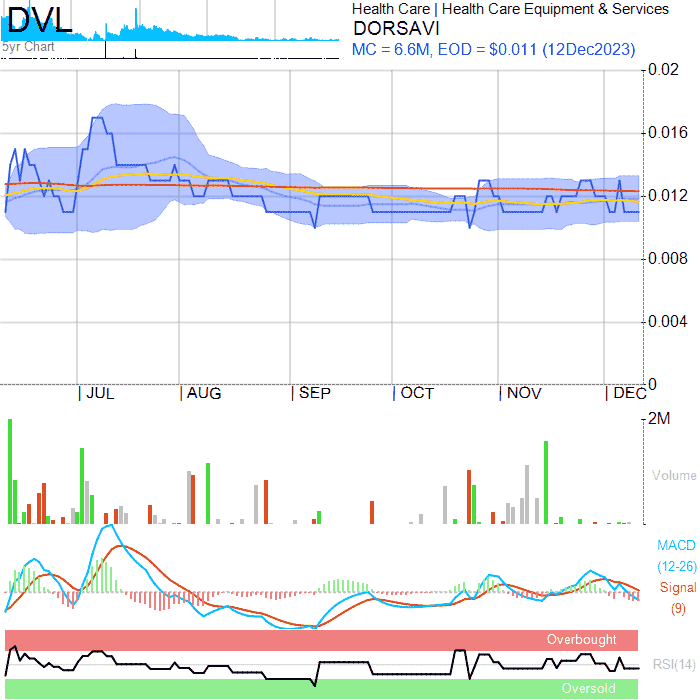 DVL
5yr Chart
Health Care | Health Care Equipment & Services
DORSAVI
MC = 6.6M, EOD = $0.011 (12Dec2023)
0.02
0.016
0.012
0.008
0.004
0
| JUL | AUG | SEP | OCT | NOV | DEC
2M
Volume
MACD
(12-26)
Signal
(9)
Overbought
RSI(14)
Oversold